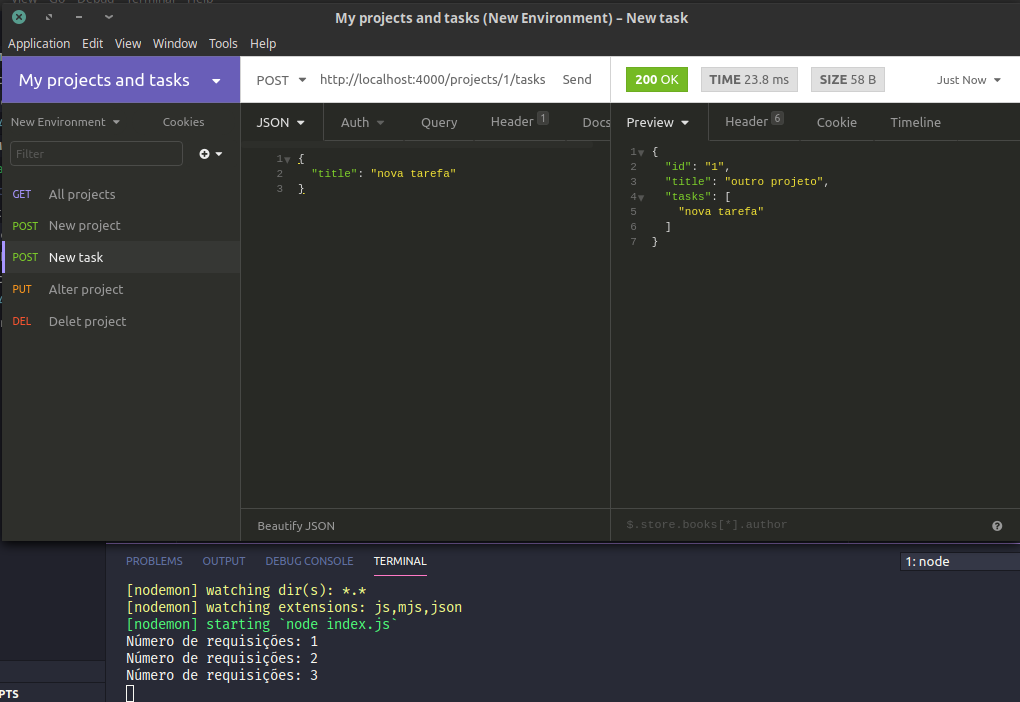 My projects and tasks (New Environment) – New task
Application Edit View Window Tools Help
My projects and tasks
POST http://localhost:4000/projects/1/tasks Send
200 OK TIME 23.8 ms SIZE 58 B Just Now
New Environment Cookies
JSON Auth Query Header 1 Docs
Preview Header 6 Cookie Timeline
Filter
GET All projects
POST New project
POST New task
PUT Alter project
DEL Delet project
1 {
2 "title": "nova tarefa"
3 }
1 {
2 "id": "1",
3 "title": "outro projeto",
4 "tasks": [
5 "nova tarefa"
6 ]
7 }
Beautify JSON
$.store.books[*].author
PROBLEMS OUTPUT DEBUG CONSOLE TERMINAL 1: node
[nodemon] watching dir(s): *.*
[nodemon] watching extensions: js,mjs,json
[nodemon] starting `node index.js`
Número de requisições: 1
Número de requisições: 2
Número de requisições: 3
PTS